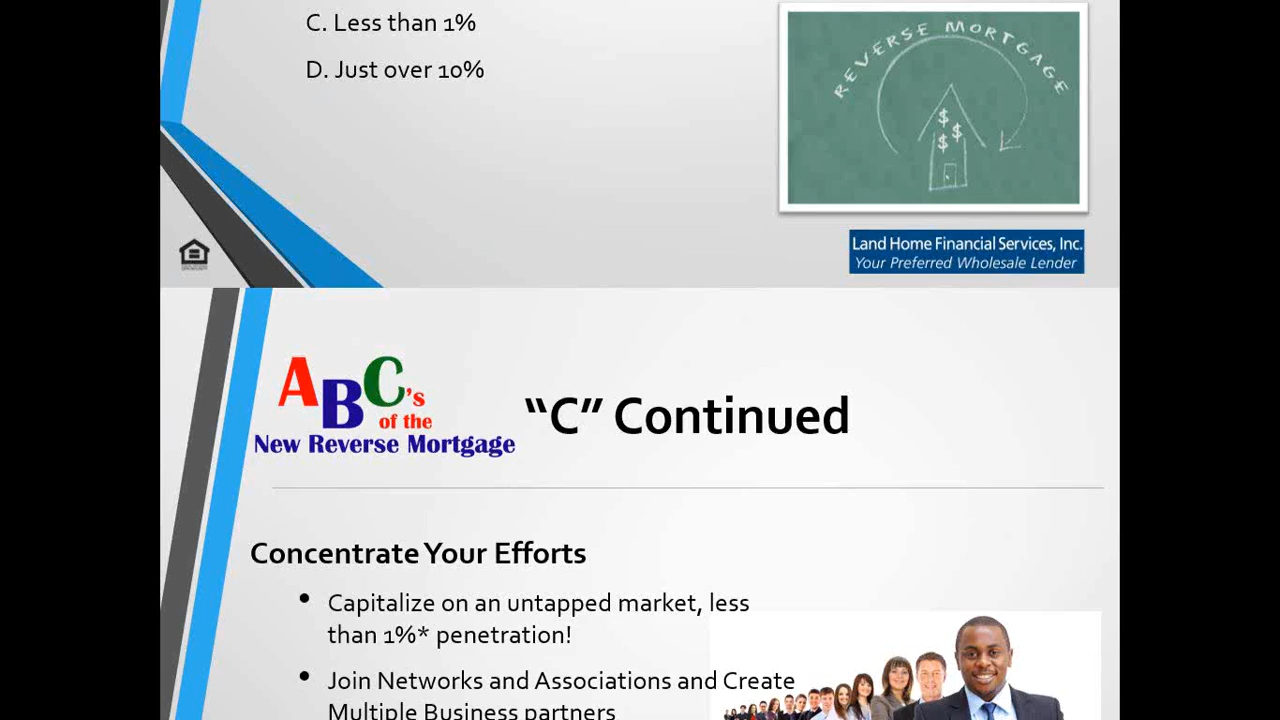 C. Less than 1%
D. Just over 10%
REVERSE MORTGAGE
$
$
$
Land Home Financial Services, Inc.
Your Preferred Wholesale Lender
ABC's
of the
New Reverse Mortgage
“C” Continued
Concentrate Your Efforts
• Capitalize on an untapped market, less
than 1%* penetration!
• Join Networks and Associations and Create
Multiple Business partners